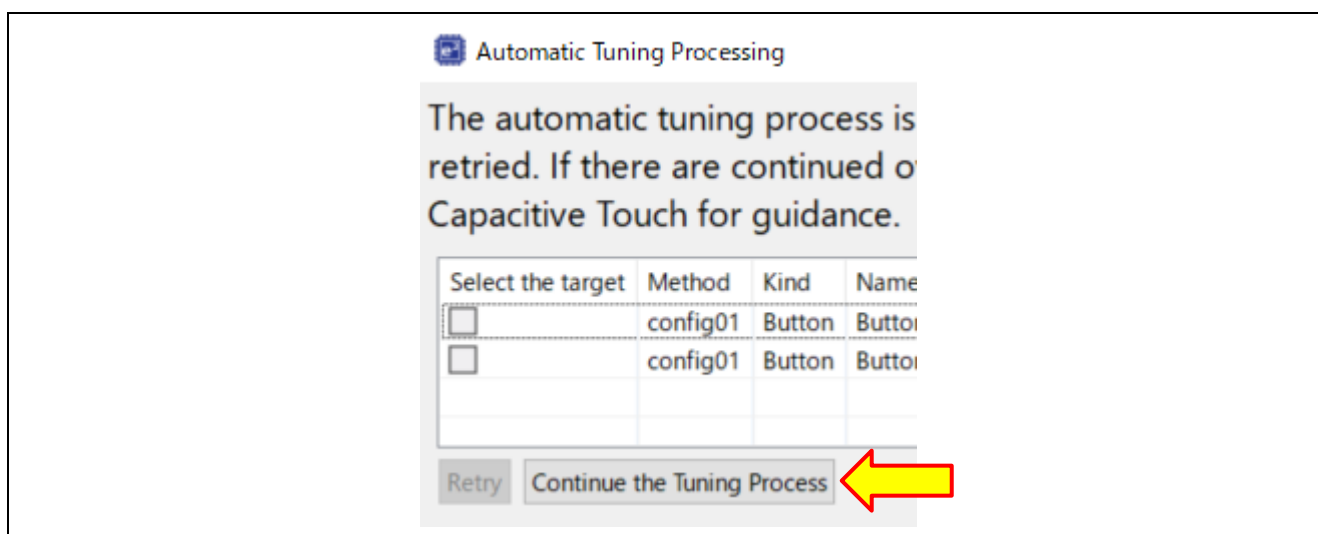 Automatic Tuning Processing
The automatic tuning process is
retried. If there are continued
Capacitive Touch for guidance.
Select the target Method Kind Name
config01 Button
config01 Button
Retry Continue the Tuning Process